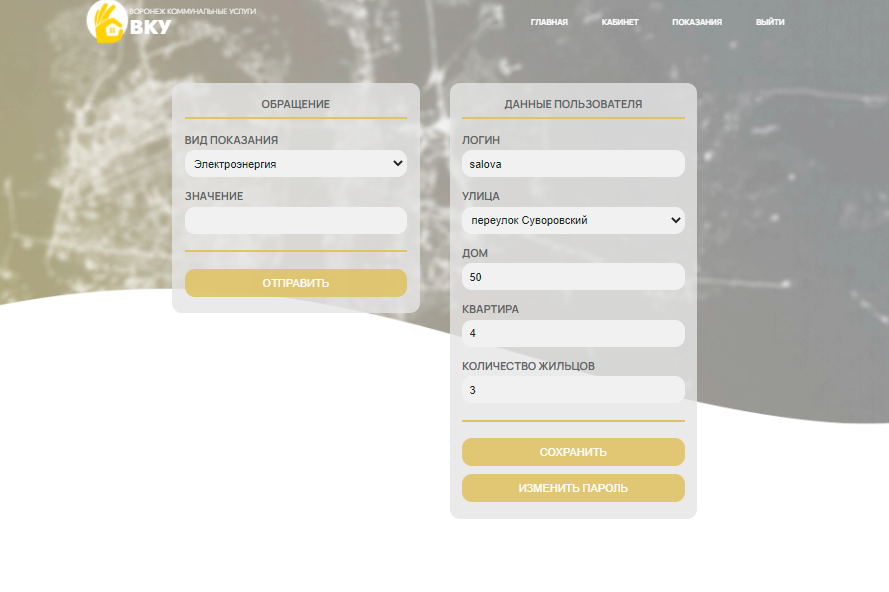 ВОРОНЕЖ КОММУНАЛЬНЫЕ УСЛУГИ
ВКУ
ГЛАВНАЯ КАБИНЕТ ПОКАЗАНИЯ ВЫЙТИ
ОБРАЩЕНИЕ
ВИД ПОКАЗАНИЯ
Электроэнергия
ЗНАЧЕНИЕ
ОТПРАВИТЬ
ДАННЫЕ ПОЛЬЗОВАТЕЛЯ
ЛОГИН
salova
УЛИЦА
переулок Суворовский
ДОМ
50
КВАРТИРА
4
КОЛИЧЕСТВО ЖИЛЬЦОВ
3
СОХРАНИТЬ
ИЗМЕНИТЬ ПАРОЛЬ